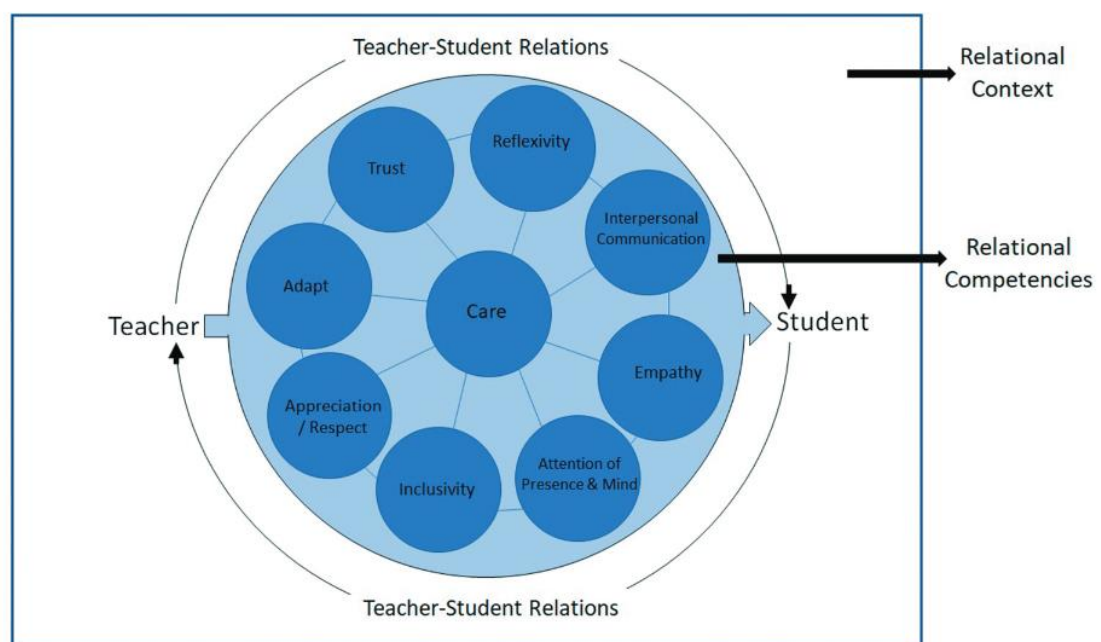 Teacher-Student Relations
Relational
Context
Reflexivity
Trust
Interpersonal
Communication
Relational
Competencies
Adapt
Care
Teacher
Student
Empathy
Appreciation
/ Respect
Attention of
Presence & Mind
Inclusivity
Teacher-Student Relations